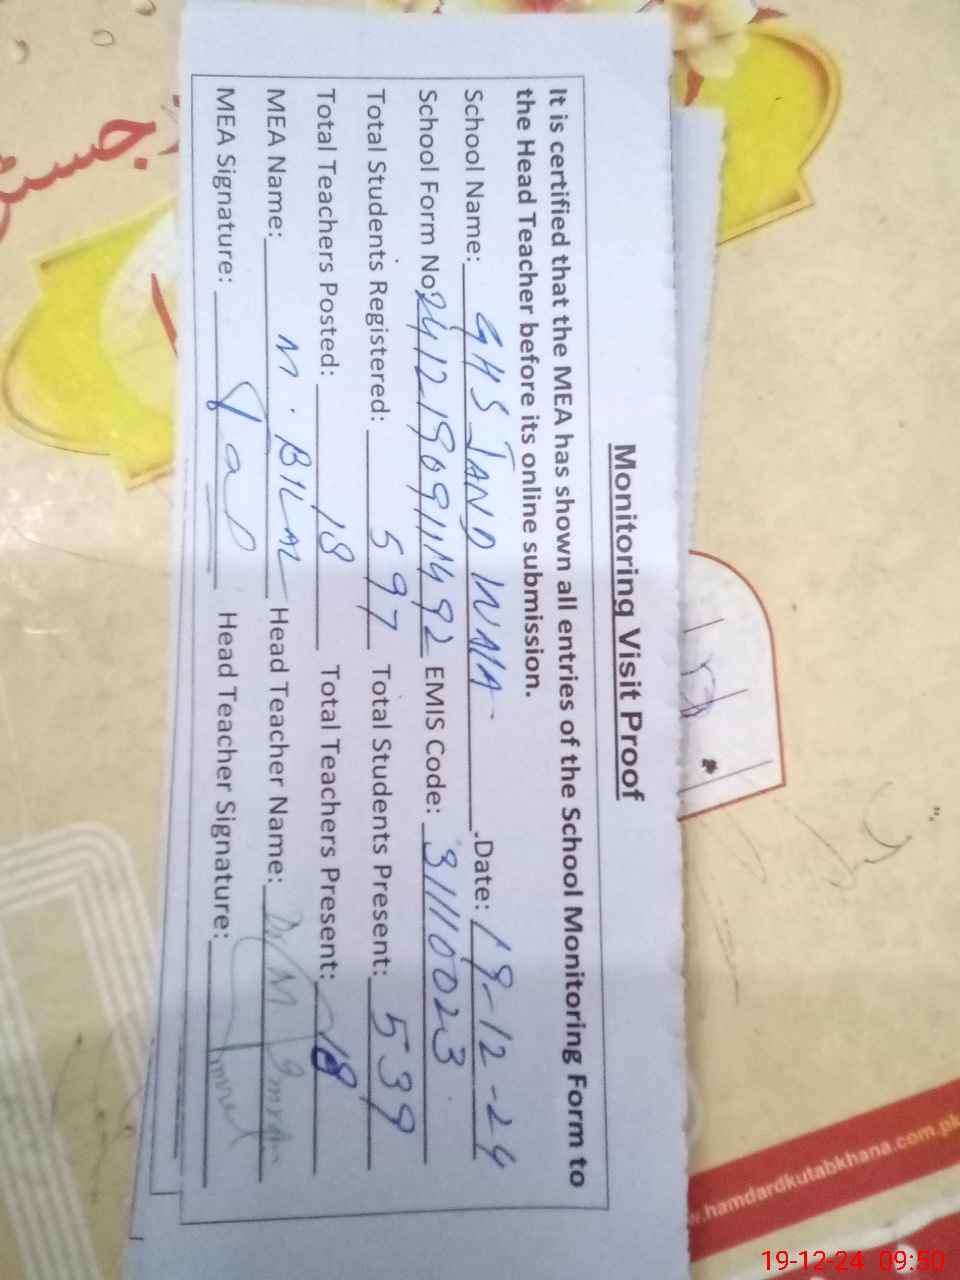 Monitoring Visit Proof
It is certified that the MEA has shown all entries of the School Monitoring Form to
the Head Teacher before its online submission.
School Name: GHS JAND WALA .Date: 19-12-24
School Form No: 24121909111492 EMIS Code: 31110023
Total Students Registered: 597 Total Students Present: 539
Total Teachers Posted: 18 Total Teachers Present: 18
MEA Name: M. BILAL Head Teacher Name: M Imran
MEA Signature: Head Teacher Signature:
w.hamdardkutabkhana.com.pk
19-12-24 09:50